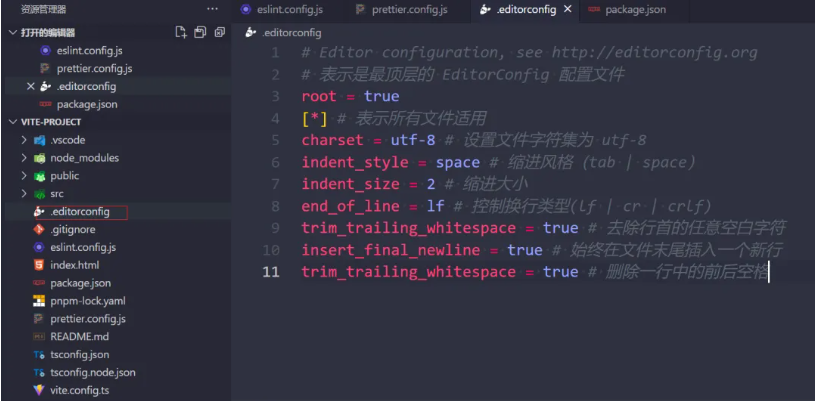 资源管理器
打开的编辑器
eslint.config.js
prettier.config.js
.editorconfig
package.json
VITE-PROJECT
.vscode
node_modules
public
src
.editorconfig
.gitignore
eslint.config.js
index.html
package.json
pnpm-lock.yaml
prettier.config.js
README.md
tsconfig.json
tsconfig.node.json
vite.config.ts
eslint.config.js prettier.config.js .editorconfig package.json
.editorconfig
1 # Editor configuration, see http://editorconfig.org
2 # 表示是最顶层的 EditorConfig 配置文件
3 root = true
4 [*] # 表示所有文件适用
5 charset = utf-8 # 设置文件字符集为 utf-8
6 indent_style = space # 缩进风格（tab | space）
7 indent_size = 2 # 缩进大小
8 end_of_line = lf # 控制换行类型(lf | cr | crlf)
9 trim_trailing_whitespace = true # 去除行首的任意空白字符
10 insert_final_newline = true # 始终在文件末尾插入一个新行
11 trim_trailing_whitespace = true # 删除一行中的前后空格